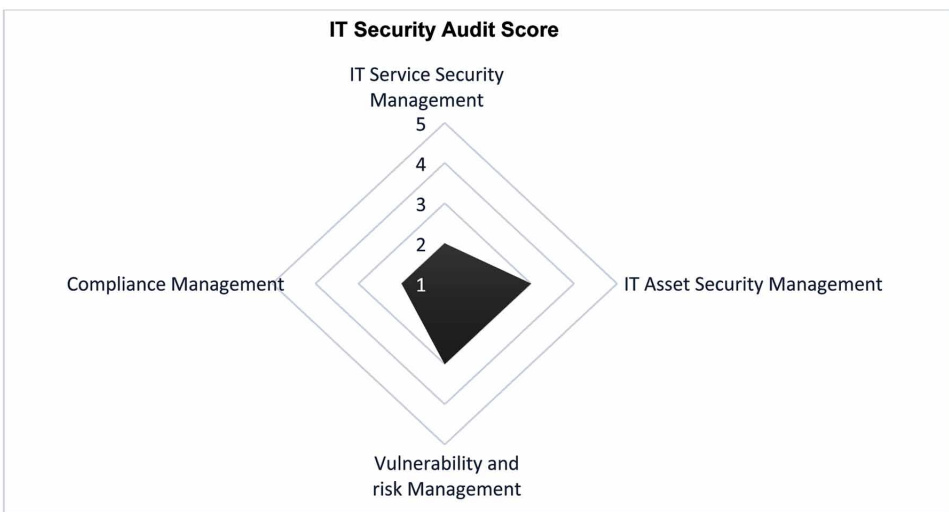 IT Security Audit Score
IT Service Security
Management
5
4
3
2
1
Compliance Management
IT Asset Security Management
Vulnerability and
risk Management